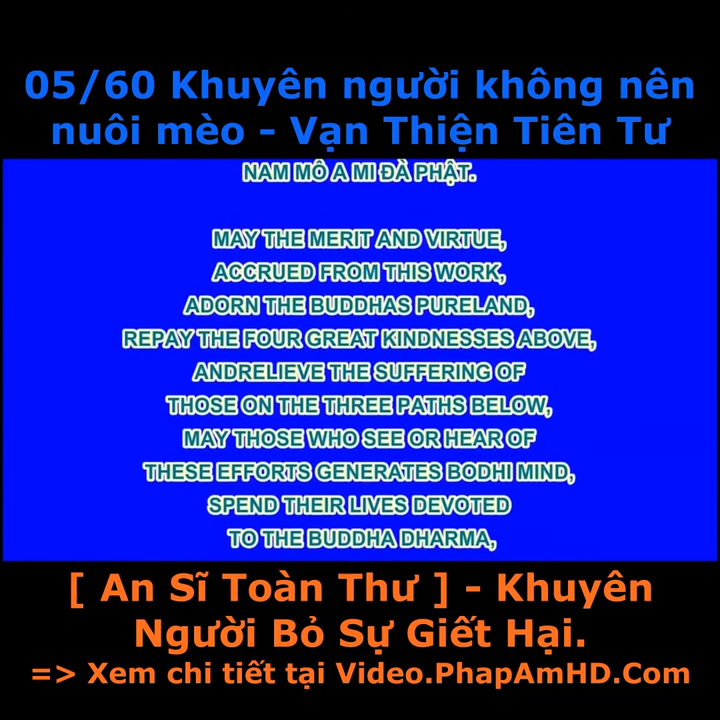 05/60 Khuyên người không nên
nuôi mèo - Vạn Thiện Tiên Tư
NAM MÔ A MI ĐÀ PHẬT.
MAY THE MERIT AND VIRTUE,
ACCRUED FROM THIS WORK,
ADORN THE BUDDHAS PURELAND,
REPAY THE FOUR GREAT KINDNESSES ABOVE,
ANDRELIEVE THE SUFFERING OF
THOSE ON THE THREE PATHS BELOW,
MAY THOSE WHO SEE OR HEAR OF
THESE EFFORTS GENERATES BODHI MIND,
SPEND THEIR LIVES DEVOTED
TO THE BUDDHA DHARMA,
[ An Sĩ Toàn Thư ] - Khuyên
Người Bỏ Sự Giết Hại.
=> Xem chi tiết tại Video.PhapAmHD.Com